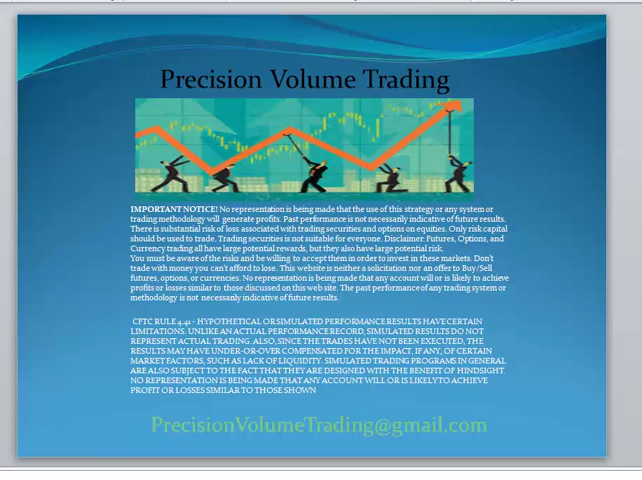 Precision Volume Trading
IMPORTANT NOTICE! No representation is being made that the use of this strategy or any system or
trading methodology will generate profits. Past performance is not necessarily indicative of future results.
There is substantial risk of loss associated with trading securities and options on equities. Only risk capital
should be used to trade. Trading securities is not suitable for everyone. Disclaimer: Futures, Options, and
Currency trading all have large potential rewards, but they also have large potential risk.
You must be aware of the risks and be willing to accept them in order to invest in these markets. Don't
trade with money you can't afford to lose. This website is neither a solicitation nor an offer to Buy/Sell
futures, options, or currencies. No representation is being made that any account will or is likely to achieve
profits or losses similar to those discussed on this web site. The past performance of any trading system or
methodology is not necessarily indicative of future results.
CFTC RULE 4.41 - HYPOTHETICAL OR SIMULATED PERFORMANCE RESULTS HAVE CERTAIN
LIMITATIONS. UNLIKE AN ACTUAL PERFORMANCE RECORD, SIMULATED RESULTS DO NOT
REPRESENT ACTUAL TRADING. ALSO, SINCE THE TRADES HAVE NOT BEEN EXECUTED, THE
RESULTS MAY HAVE UNDER-OR-OVER COMPENSATED FOR THE IMPACT, IF ANY, OF CERTAIN
MARKET FACTORS, SUCH AS LACK OF LIQUIDITY. SIMULATED TRADING PROGRAMS IN GENERAL
ARE ALSO SUBJECT TO THE FACT THAT THEY ARE DESIGNED WITH THE BENEFIT OF HINDSIGHT.
NO REPRESENTATION IS BEING MADE THAT ANY ACCOUNT WILL OR IS LIKELY TO ACHIEVE
PROFIT OR LOSSES SIMILAR TO THOSE SHOWN
PrecisionVolumeTrading@gmail.com